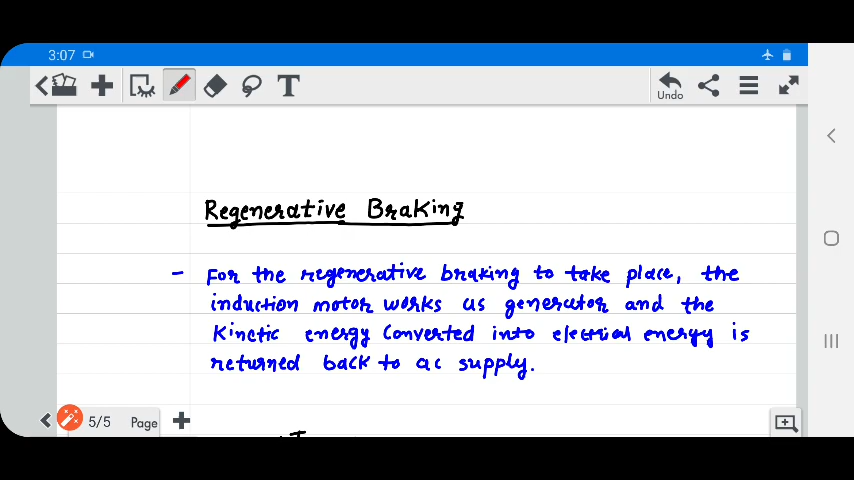 3:07
Undo
Regenerative Braking
- For the regenerative braking to take place, the
induction motor works as generator and the
Kinetic energy converted into electrical energy is
returned back to ac supply.
5/5 Page